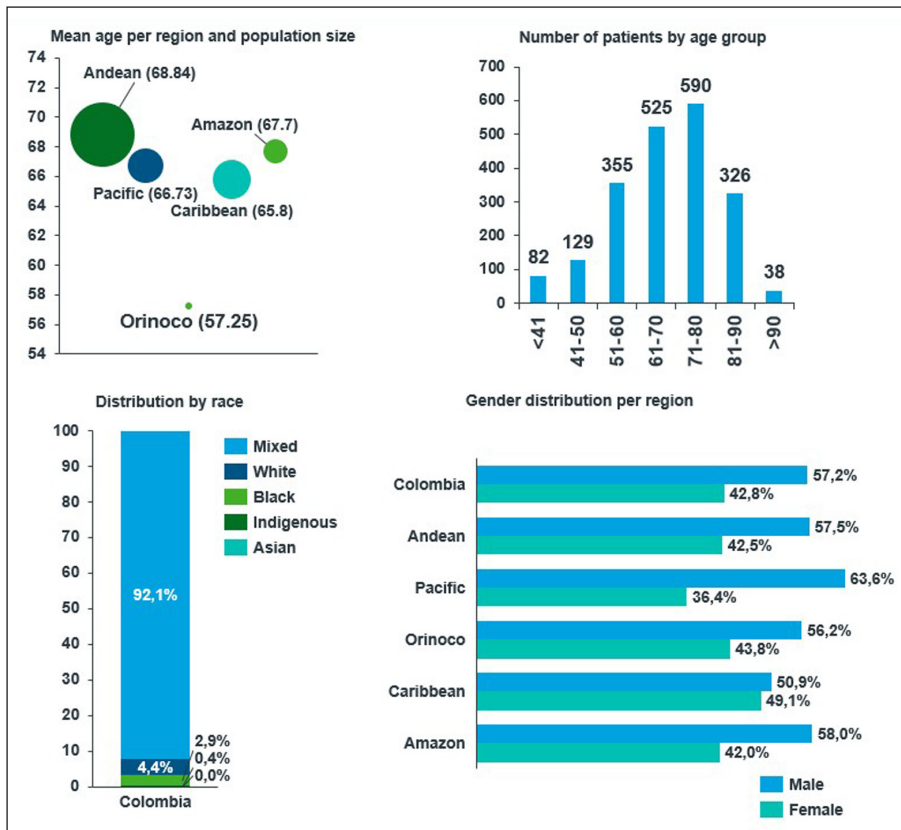 Mean age per region and population size
74
72
70
68
66
64
62
60
58
56
54
Andean (68.84)
Amazon (67.7)
Pacific (66.73)
Caribbean (65.8)
Orinoco (57.25)
Number of patients by age group
700
600
500
400
300
200
100
0
82
129
355
525
590
326
38
<41
41-50
51-60
61-70
71-80
81-90
>90
Distribution by race
100
90
80
70
60
50
40
30
20
10
0
92,1%
4,4%
2,9%
0,4%
0,0%
Colombia
Mixed
White
Black
Indigenous
Asian
Gender distribution per region
Colombia
57,2%
42,8%
Andean
57,5%
42,5%
Pacific
63,6%
36,4%
Orinoco
56,2%
43,8%
Caribbean
50,9%
49,1%
Amazon
58,0%
42,0%
Male
Female